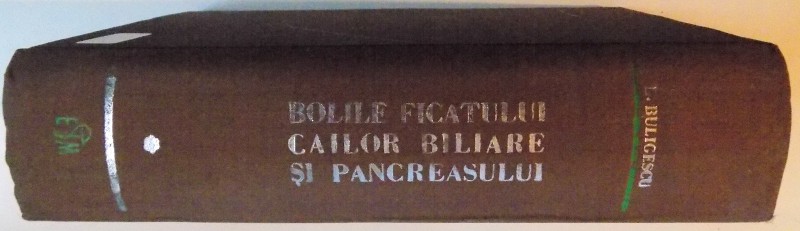 BOLILE FICATULUI
CAILOR BILIARE
ŞI PANCREASULUI
L. BULIGESCU